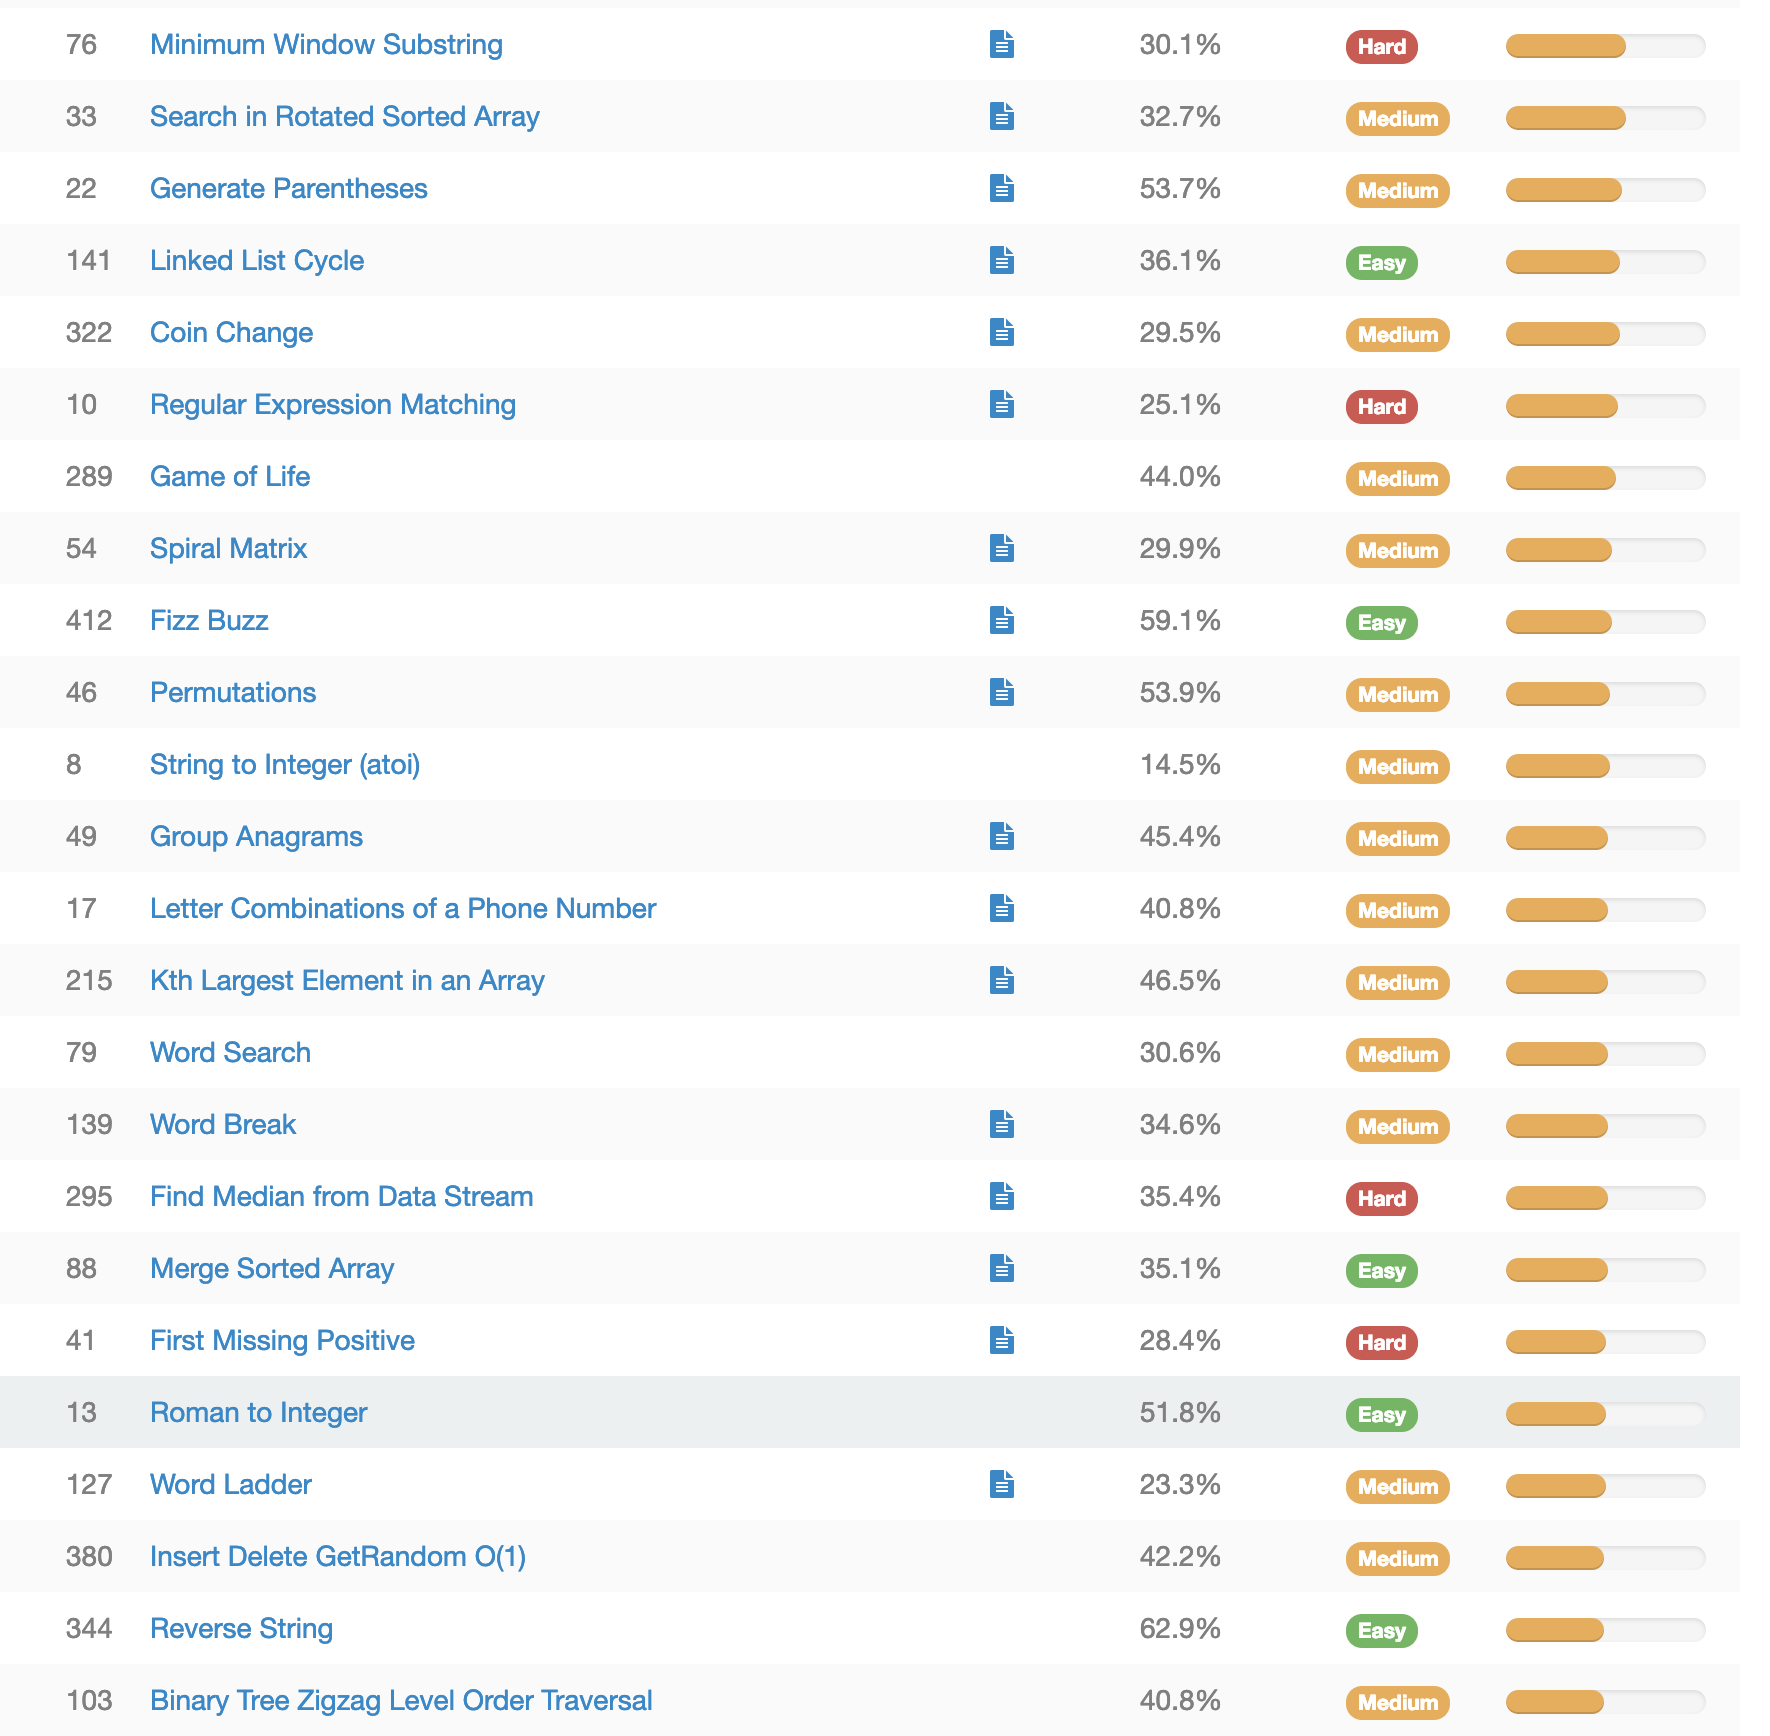 76 Minimum Window Substring 30.1% Hard
33 Search in Rotated Sorted Array 32.7% Medium
22 Generate Parentheses 53.7% Medium
141 Linked List Cycle 36.1% Easy
322 Coin Change 29.5% Medium
10 Regular Expression Matching 25.1% Hard
289 Game of Life 44.0% Medium
54 Spiral Matrix 29.9% Medium
412 Fizz Buzz 59.1% Easy
46 Permutations 53.9% Medium
8 String to Integer (atoi) 14.5% Medium
49 Group Anagrams 45.4% Medium
17 Letter Combinations of a Phone Number 40.8% Medium
215 Kth Largest Element in an Array 46.5% Medium
79 Word Search 30.6% Medium
139 Word Break 34.6% Medium
295 Find Median from Data Stream 35.4% Hard
88 Merge Sorted Array 35.1% Easy
41 First Missing Positive 28.4% Hard
13 Roman to Integer 51.8% Easy
127 Word Ladder 23.3% Medium
380 Insert Delete GetRandom O(1) 42.2% Medium
344 Reverse String 62.9% Easy
103 Binary Tree Zigzag Level Order Traversal 40.8% Medium